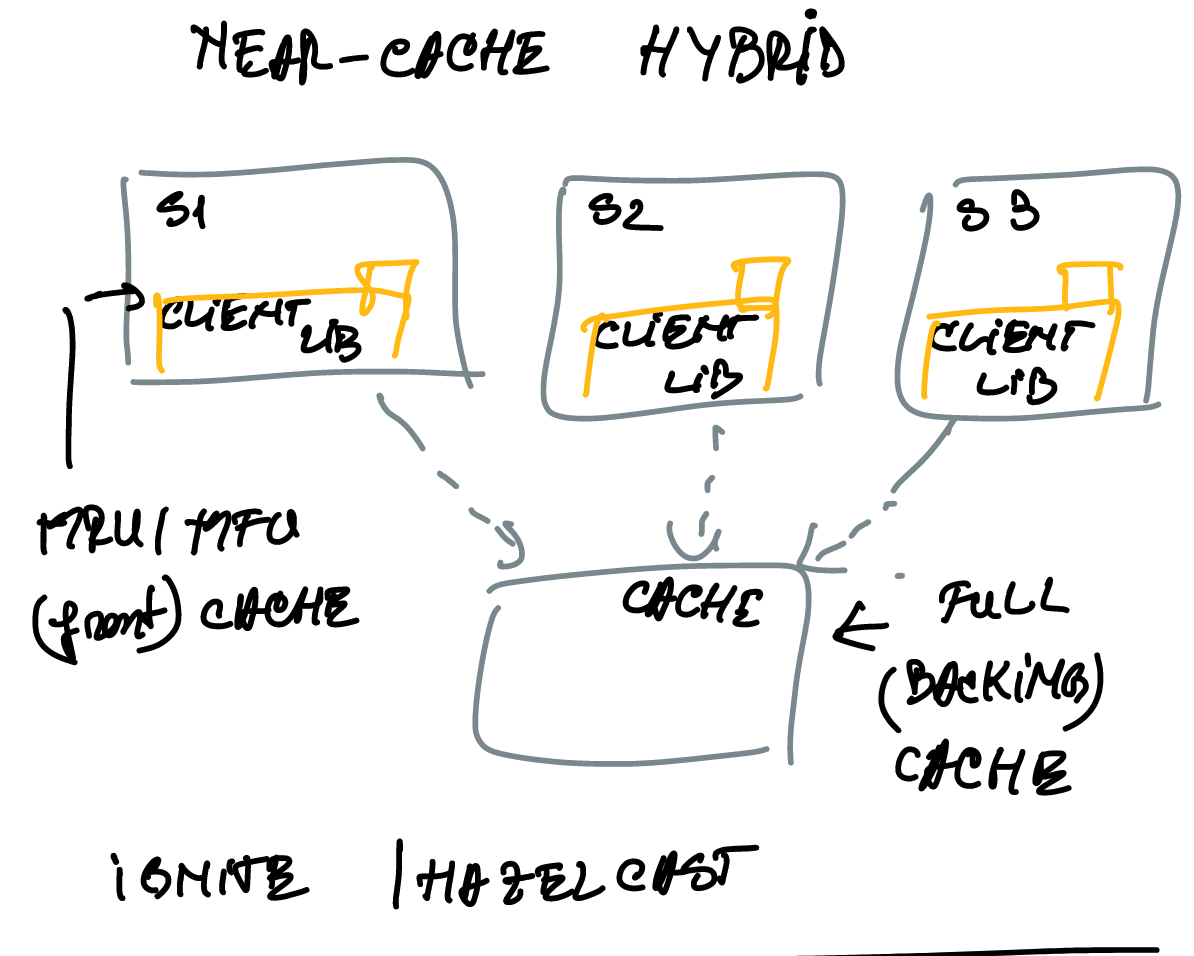 NEAR-CACHE HYBRID
S1
CLiENT
LiB
S2
CLiENT
LiB
S3
CLiENT
LiB
MRU/MFU
(front) CACHE
CACHE
FULL
(BACKiNG)
CACHE
iGNiTE / HAZELCAST